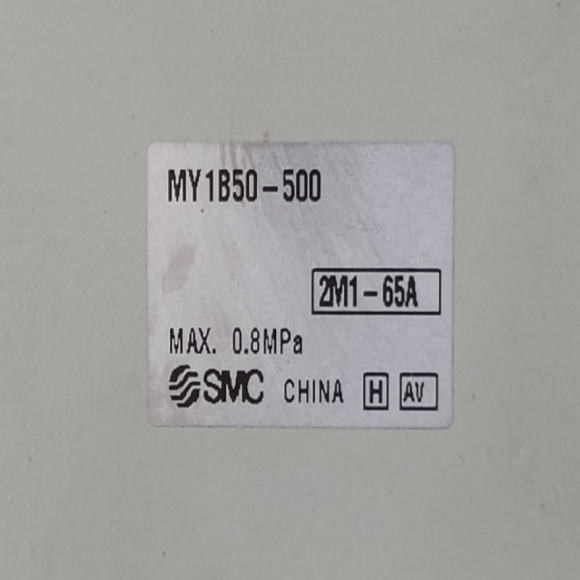 MY1B50-500
2M1-65A
MAX. 0.8MPa
SMC CHINA H AV